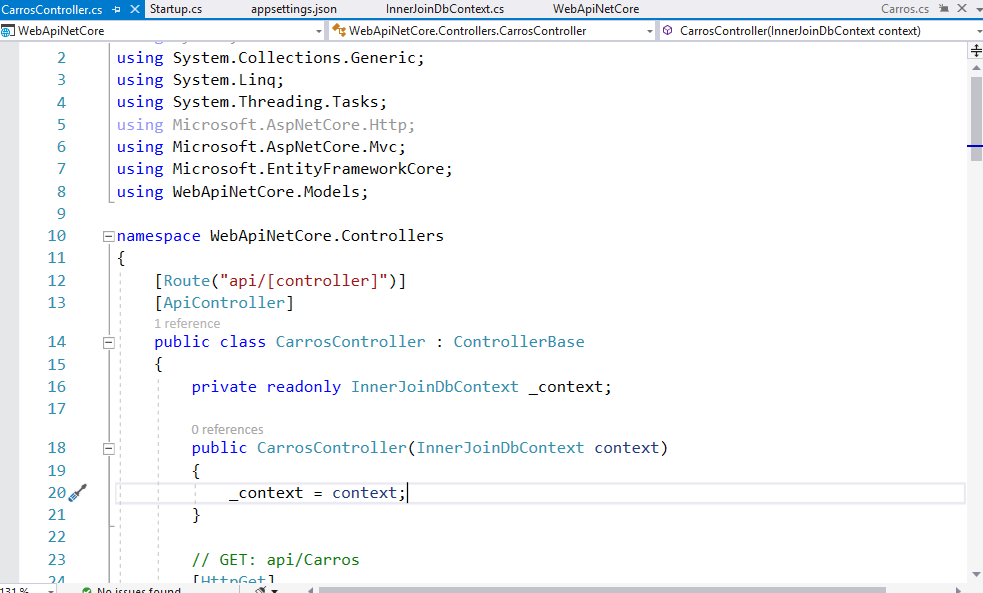 CarrosController.cs Startup.cs appsettings.json InnerJoinDbContext.cs WebApiNetCore Carros.cs
WebApiNetCore WebApiNetCore.Controllers.CarrosController CarrosController(InnerJoinDbContext context)
2 using System.Collections.Generic;
3 using System.Linq;
4 using System.Threading.Tasks;
5 using Microsoft.AspNetCore.Http;
6 using Microsoft.AspNetCore.Mvc;
7 using Microsoft.EntityFrameworkCore;
8 using WebApiNetCore.Models;
9
10 namespace WebApiNetCore.Controllers
11 {
12 [Route("api/[controller]")]
13 [ApiController]
1 reference
14 public class CarrosController : ControllerBase
15 {
16 private readonly InnerJoinDbContext _context;
17
0 references
18 public CarrosController(InnerJoinDbContext context)
19 {
20 _context = context;
21 }
22
23 // GET: api/Carros
24 [HttpGet]
131 % No issues found